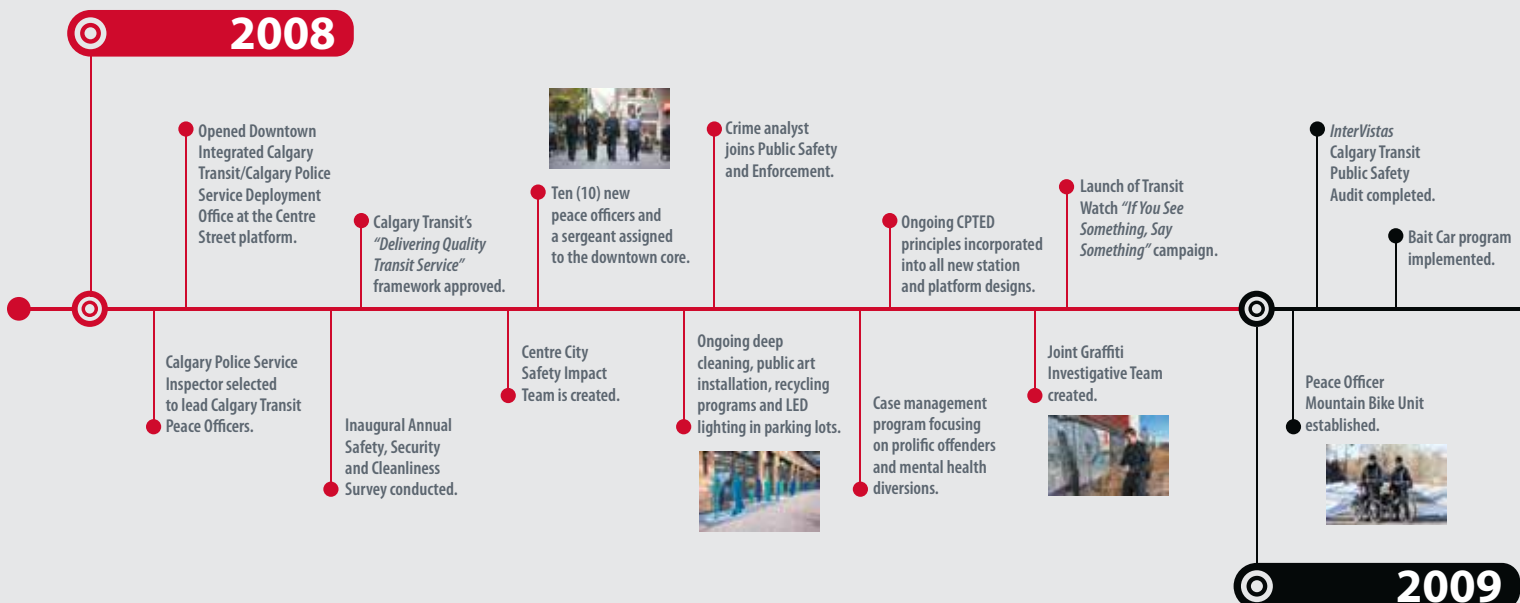 2008
Opened Downtown
Integrated Calgary
Transit/Calgary Police
Service Deployment
Office at the Centre
Street platform.
Calgary Police Service
Inspector selected
to lead Calgary Transit
Peace Officers.
Calgary Transit’s
“Delivering Quality
Transit Service”
framework approved.
Inaugural Annual
Safety, Security
and Cleanliness
Survey conducted.
Ten (10) new
peace officers and
a sergeant assigned
to the downtown core.
Centre City
Safety Impact
Team is created.
Crime analyst
joins Public Safety
and Enforcement.
Ongoing deep
cleaning, public art
installation, recycling
programs and LED
lighting in parking lots.
Ongoing CPTED
principles incorporated
into all new station
and platform designs.
Case management
program focusing
on prolific offenders
and mental health
diversions.
Launch of Transit
Watch “If You See
Something, Say
Something” campaign.
Joint Graffiti
Investigative Team
created.
InterVistas
Calgary Transit
Public Safety
Audit completed.
Bait Car program
implemented.
Peace Officer
Mountain Bike Unit
established.
2009